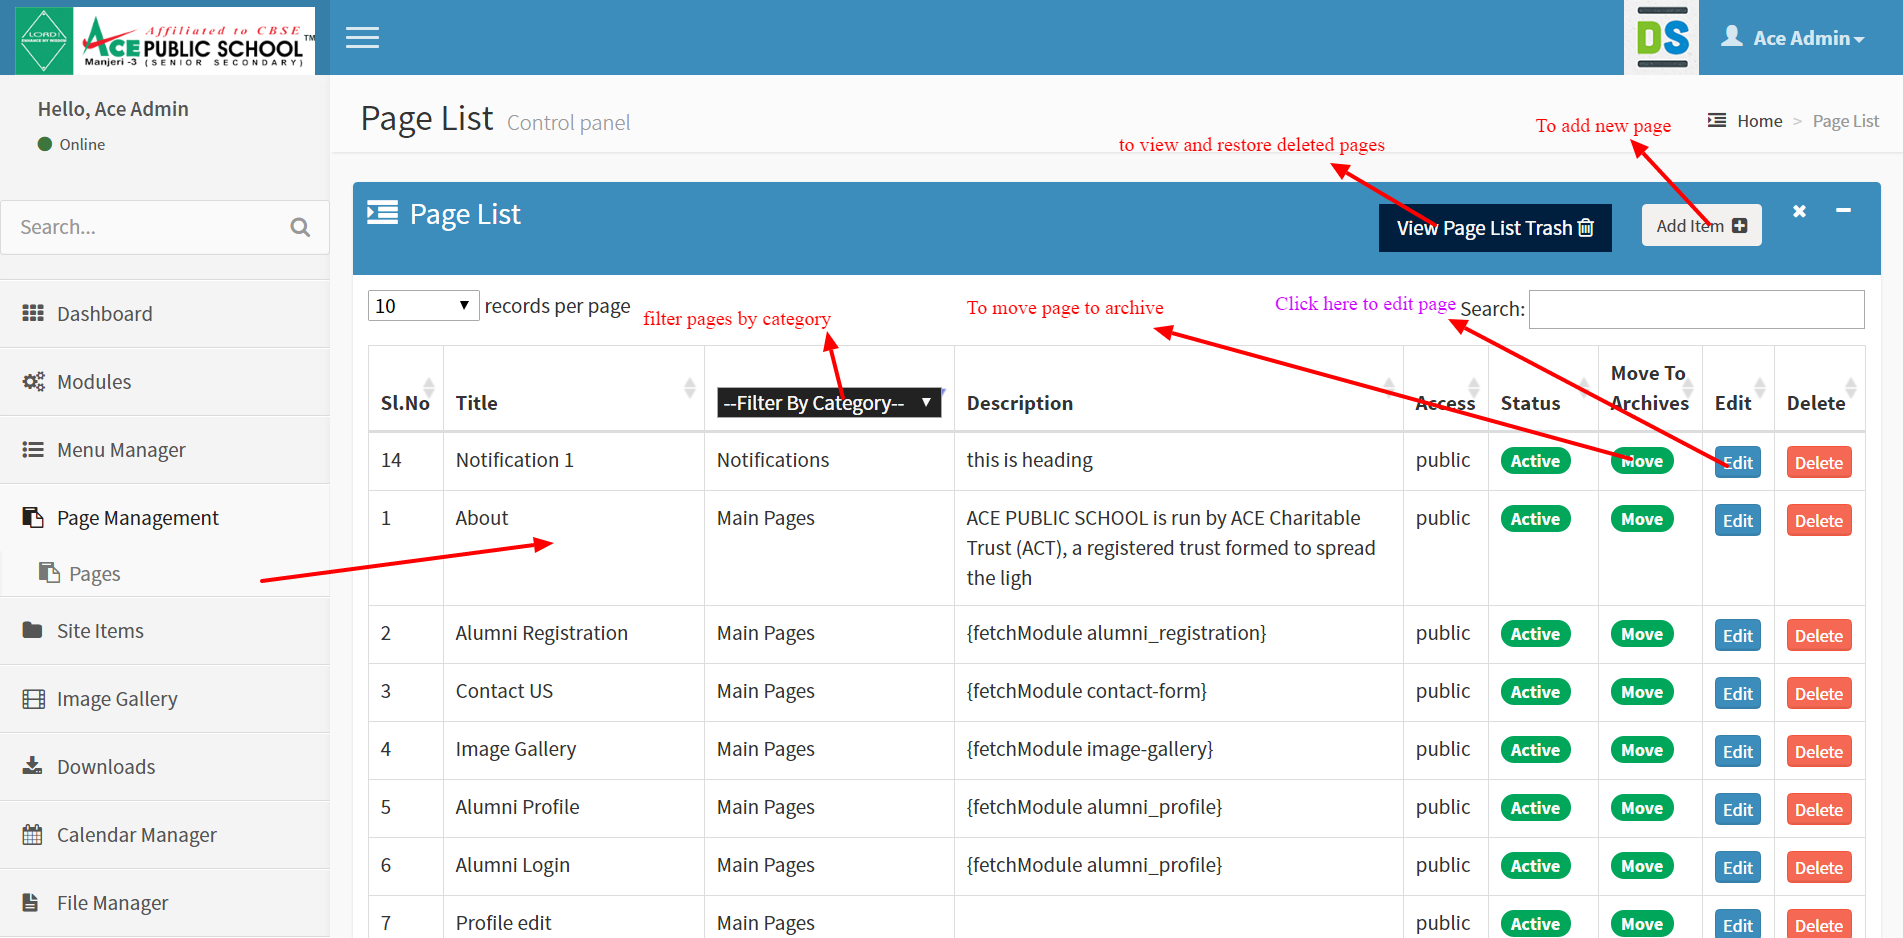 LORD!
ENHANCE MY WISDOM
Affiliated to CBSE
ACE PUBLIC SCHOOL TM
Manjeri -3 (SENIOR SECONDARY)
DS
Ace Admin
Hello, Ace Admin
Online
Page List Control panel
To add new page
Home > Page List
to view and restore deleted pages
Search...
Page List
View Page List Trash
Add Item
10 records per page
filter pages by category
To move page to archive
Click here to edit page
Search:
Dashboard
Modules
Menu Manager
Page Management
Pages
Site Items
Image Gallery
Downloads
Calendar Manager
File Manager
Sl.No Title --Filter By Category-- Description Access Status Move To Archives Edit Delete
14 Notification 1 Notifications this is heading public Active Move Edit Delete
1 About Main Pages ACE PUBLIC SCHOOL is run by ACE Charitable public Active Move Edit Delete
Trust (ACT), a registered trust formed to spread
the ligh
2 Alumni Registration Main Pages {fetchModule alumni_registration} public Active Move Edit Delete
3 Contact US Main Pages {fetchModule contact-form} public Active Move Edit Delete
4 Image Gallery Main Pages {fetchModule image-gallery} public Active Move Edit Delete
5 Alumni Profile Main Pages {fetchModule alumni_profile} public Active Move Edit Delete
6 Alumni Login Main Pages {fetchModule alumni_profile} public Active Move Edit Delete
7 Profile edit Main Pages public Active Move Edit Delete